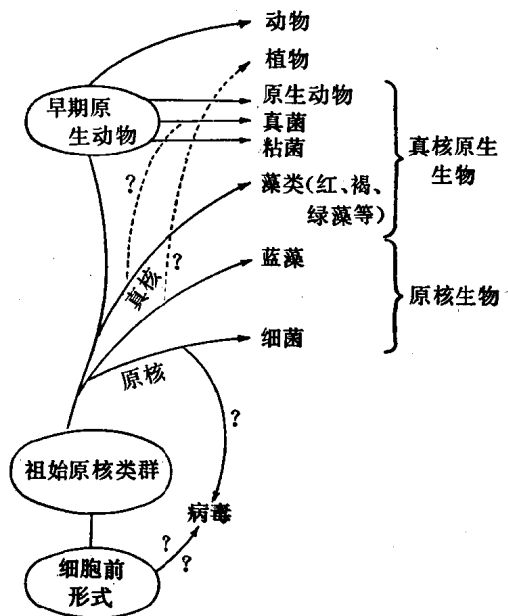 动物
植物
早期原
生动物
原生动物
真菌
粘菌
真核原生
生物
?
藻类(红、褐、
绿藻等)
?
真核
蓝藻
原核生物
细菌
原核
?
祖始原核类群
病毒
?
?
细胞前
形式